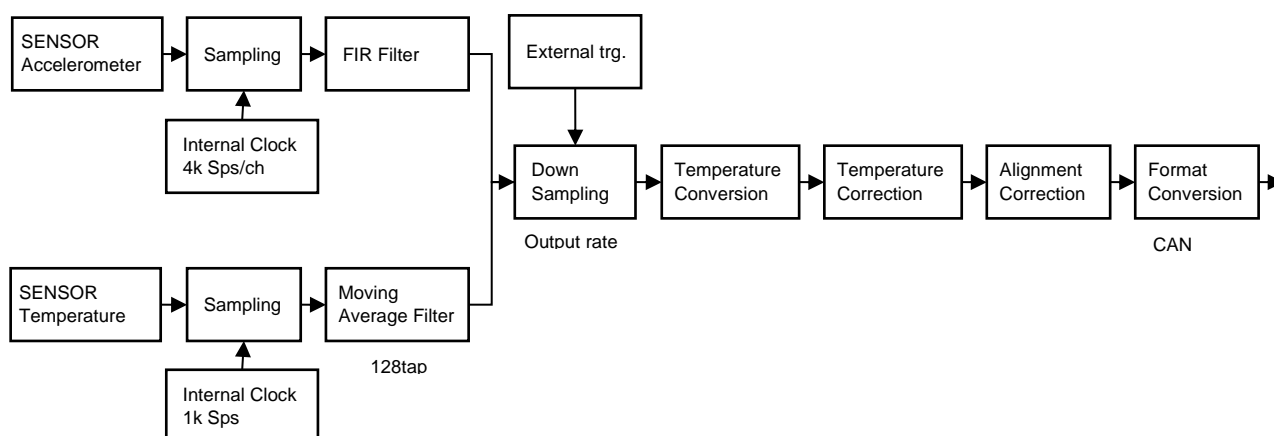 SENSOR
Accelerometer
Sampling
FIR Filter
External trg.
Internal Clock
4k Sps/ch
Down
Sampling
Temperature
Conversion
Temperature
Correction
Alignment
Correction
Format
Conversion
Output rate
CAN
SENSOR
Temperature
Sampling
Moving
Average Filter
128tap
Internal Clock
1k Sps